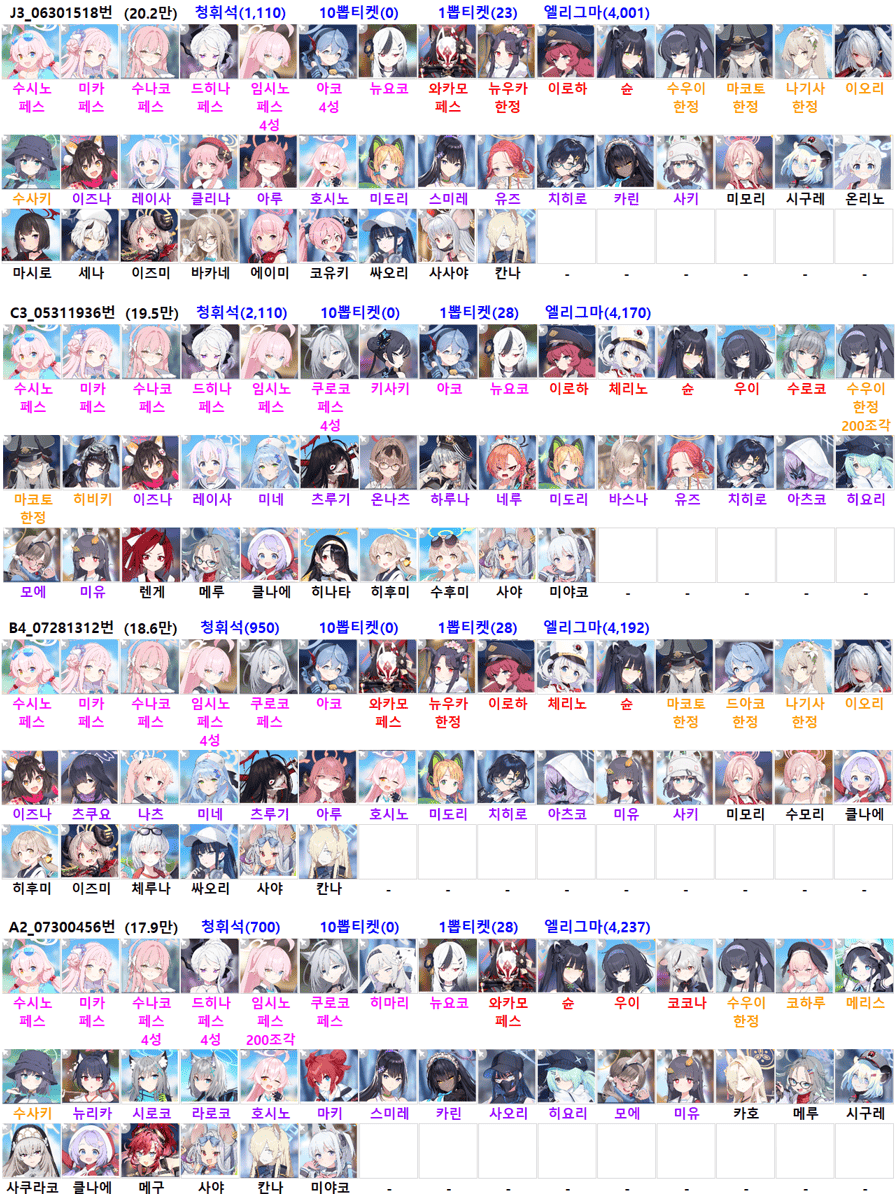 J3_06301518번 (20.2만) 청휘석(1,110) 10뽑티켓(0) 1뽑티켓(23) 엘리그마(4,001)
수시노 미카 수나코 드히나 임시노 아코 뉴요코 와카모 뉴우카 이로하 슌 수우이 마코토 나기사 이오리
페스 페스 페스 페스 페스 4성 페스 한정 한정 한정 한정
4성
수사키 이즈나 레이사 클리나 아루 호시노 미도리 스미레 유즈 치히로 카린 사키 미모리 시구레 온리노
마시로 세나 이즈미 바카네 에이미 코유키 싸오리 사사야 칸나 - - - - - -
C3_05311936번 (19.5만) 청휘석(2,110) 10뽑티켓(0) 1뽑티켓(28) 엘리그마(4,170)
수시노 미카 수나코 드히나 임시노 쿠로코 키사키 아코 뉴요코 이로하 체리노 슌 우이 수로코 수우이
페스 페스 페스 페스 페스 페스 한정
4성 200조각
마코토 히비키 이즈나 레이사 미네 츠루기 온나츠 하루나 네루 미도리 바스나 유즈 치히로 아츠코 히요리
한정
모에 미유 렌게 메루 클나에 히나타 히후미 수후미 사야 미야코 - - - - -
B4_07281312번 (18.6만) 청휘석(950) 10뽑티켓(0) 1뽑티켓(28) 엘리그마(4,192)
수시노 미카 수나코 임시노 쿠로코 아코 와카모 뉴우카 이로하 체리노 슌 마코토 드아코 나기사 이오리
페스 페스 페스 페스 페스 페스 한정 한정 한정 한정
4성
이즈나 츠쿠요 나츠 미네 츠루기 아루 호시노 미도리 치히로 아츠코 미유 사키 미모리 수모리 클나에
히후미 이즈미 체루나 싸오리 사야 칸나 - - - - - - - - -
A2_07300456번 (17.9만) 청휘석(700) 10뽑티켓(0) 1뽑티켓(28) 엘리그마(4,237)
수시노 미카 수나코 드히나 임시노 쿠로코 히마리 뉴요코 와카모 슌 우이 코코나 수우이 코하루 메리스
페스 페스 페스 페스 페스 페스 페스 한정
4성 4성 200조각
수사키 뉴리카 시로코 라로코 호시노 마키 스미레 카린 사오리 히요리 모에 미유 카호 메루 시구레
사쿠라코 클나에 메구 사야 칸나 미야코 - - - - - - - - -